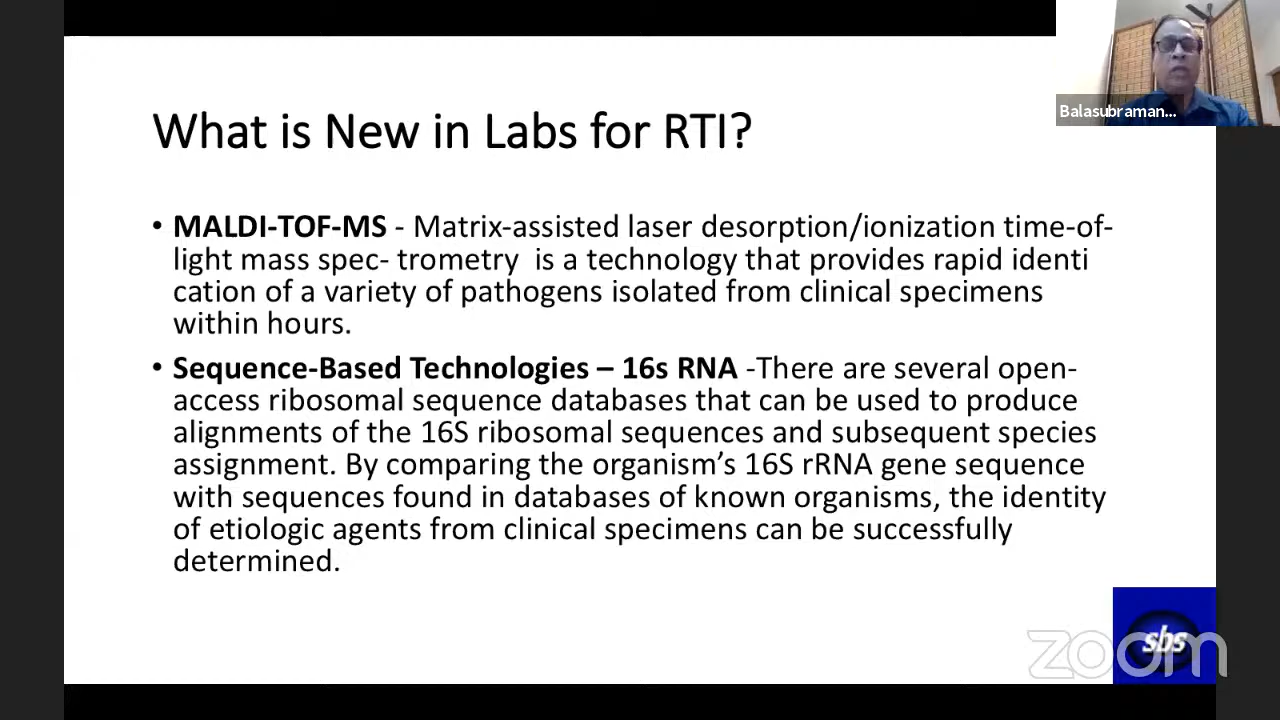 Balasubraman...
What is New in Labs for RTI?
• MALDI-TOF-MS - Matrix-assisted laser desorption/ionization time-of-
light mass spec- trometry  is a technology that provides rapid identi
cation of a variety of pathogens isolated from clinical specimens
within hours.
• Sequence-Based Technologies – 16s RNA -There are several open-
access ribosomal sequence databases that can be used to produce
alignments of the 16S ribosomal sequences and subsequent species
assignment. By comparing the organism’s 16S rRNA gene sequence
with sequences found in databases of known organisms, the identity
of etiologic agents from clinical specimens can be successfully
determined.
sbs
zoom